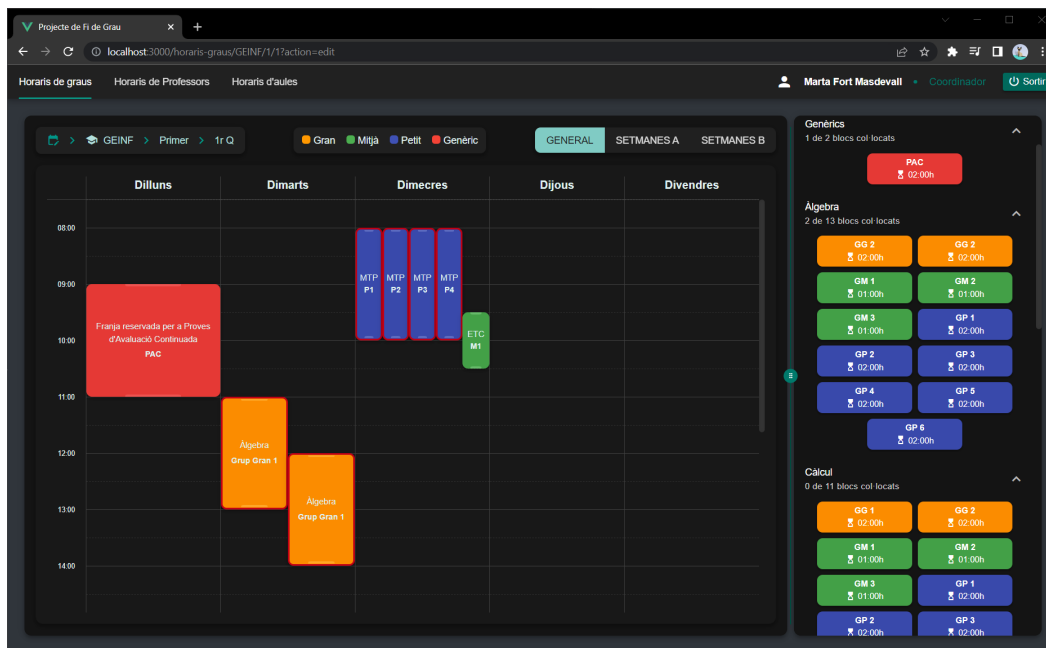 Projecte de Fi de Grau
localhost:3000/horaris-graus/GEINF/1/1?action=edit
Horaris de graus Horaris de Professors Horaris d'aules
Marta Fort Masdevall • Coordinador Sortir
GEINF > Primer > 1r Q
Gran Mitjà Petit Genèric
GENERAL SETMANES A SETMANES B
Dilluns Dimarts Dimecres Dijous Divendres
08:00
09:00
10:00
11:00
12:00
13:00
14:00
Franja reservada per a Proves
d'Avaluació Continuada
PAC
Àlgebra
Grup Gran 1
Àlgebra
Grup Gran 1
MTP MTP MTP MTP
P1 P2 P3 P4
ETC
M1
Genèrics
1 de 2 blocs col·locats
PAC
02:00h
Àlgebra
2 de 13 blocs col·locats
GG 2 GG 2
02:00h 02:00h
GM 1 GM 2
01:00h 01:00h
GM 3 GP 1
01:00h 02:00h
GP 2 GP 3
02:00h 02:00h
GP 4 GP 5
02:00h 02:00h
GP 6
02:00h
Càlcul
0 de 11 blocs col·locats
GG 1 GG 2
02:00h 02:00h
GM 1 GM 2
01:00h 01:00h
GM 3 GP 1
01:00h 02:00h
GP 2 GP 3
02:00h 02:00h